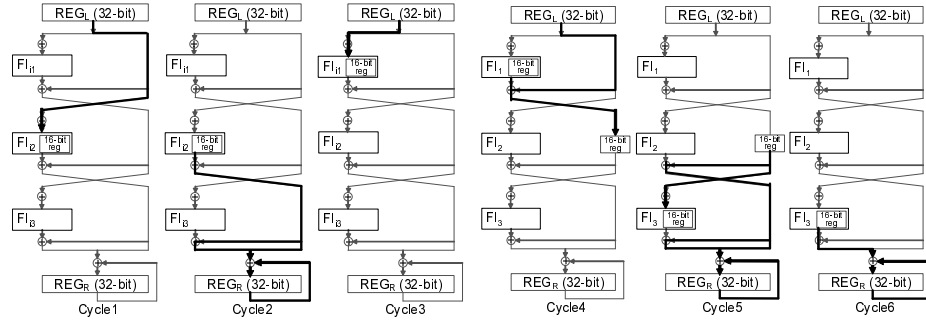 REGL (32-bit)
FIi1
FIi2
16-bit
reg
FIi3
REGR (32-bit)
Cycle1
REGL (32-bit)
FIi1
FIi2
16-bit
reg
FIi3
REGR (32-bit)
Cycle2
REGL (32-bit)
FIi1
16-bit
reg
FIi2
FIi3
REGR (32-bit)
Cycle3
REGL (32-bit)
FI1
16-bit
reg
FI2
16-bit
reg
FI3
REGR (32-bit)
Cycle4
REGL (32-bit)
FI1
FI2
16-bit
reg
FI3
16-bit
reg
REGR (32-bit)
Cycle5
REGL (32-bit)
FI1
FI2
FI3
16-bit
reg
REGR (32-bit)
Cycle6